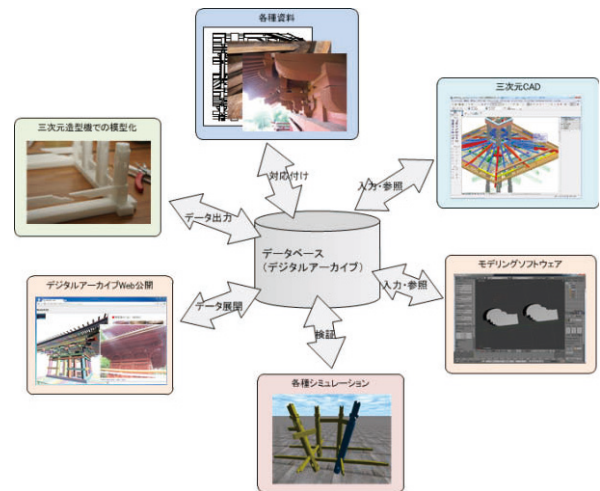 各種資料
三次元CAD
三次元造型機での模型化
対応付け
入力・参照
データ出力
データベース
(デジタルアーカイブ)
モデリングソフトウェア
入力・参照
デジタルアーカイブWeb公開
データ展開
検証
各種シミュレーション